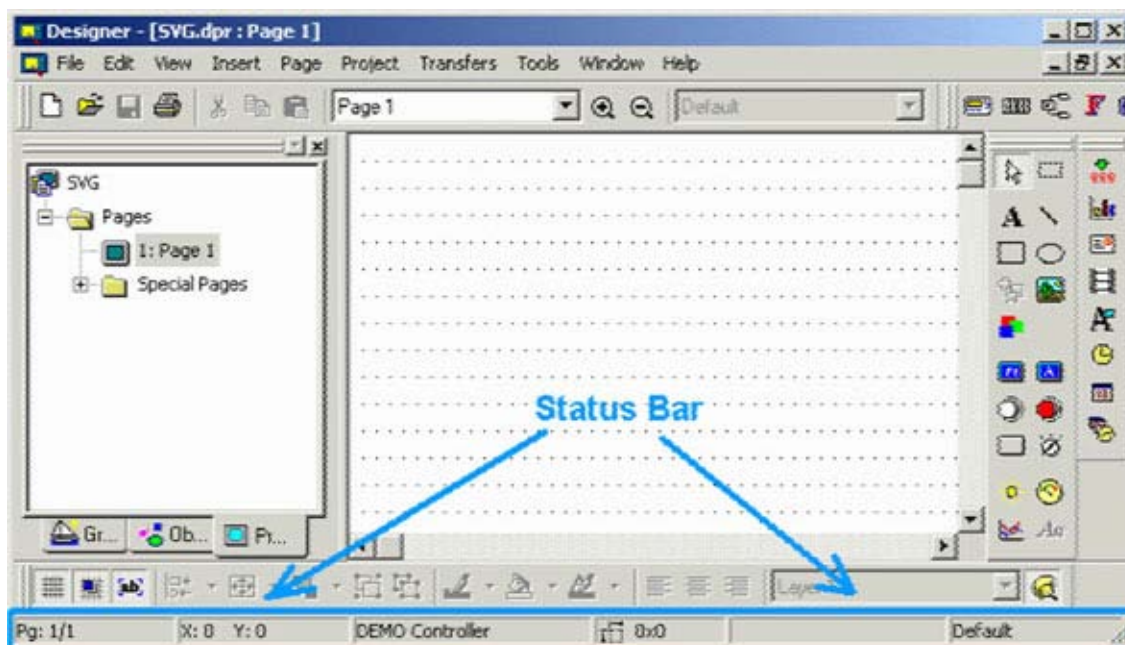 Designer - [SVG.dpr : Page 1]
File Edit View Insert Page Project Transfers Tools Window Help
Page 1
Default
SVG
Pages
1: Page 1
Special Pages
Status Bar
Gr... Ob... Pr...
Pg: 1/1 X: 0 Y: 0 DEMO Controller 0x0 Default